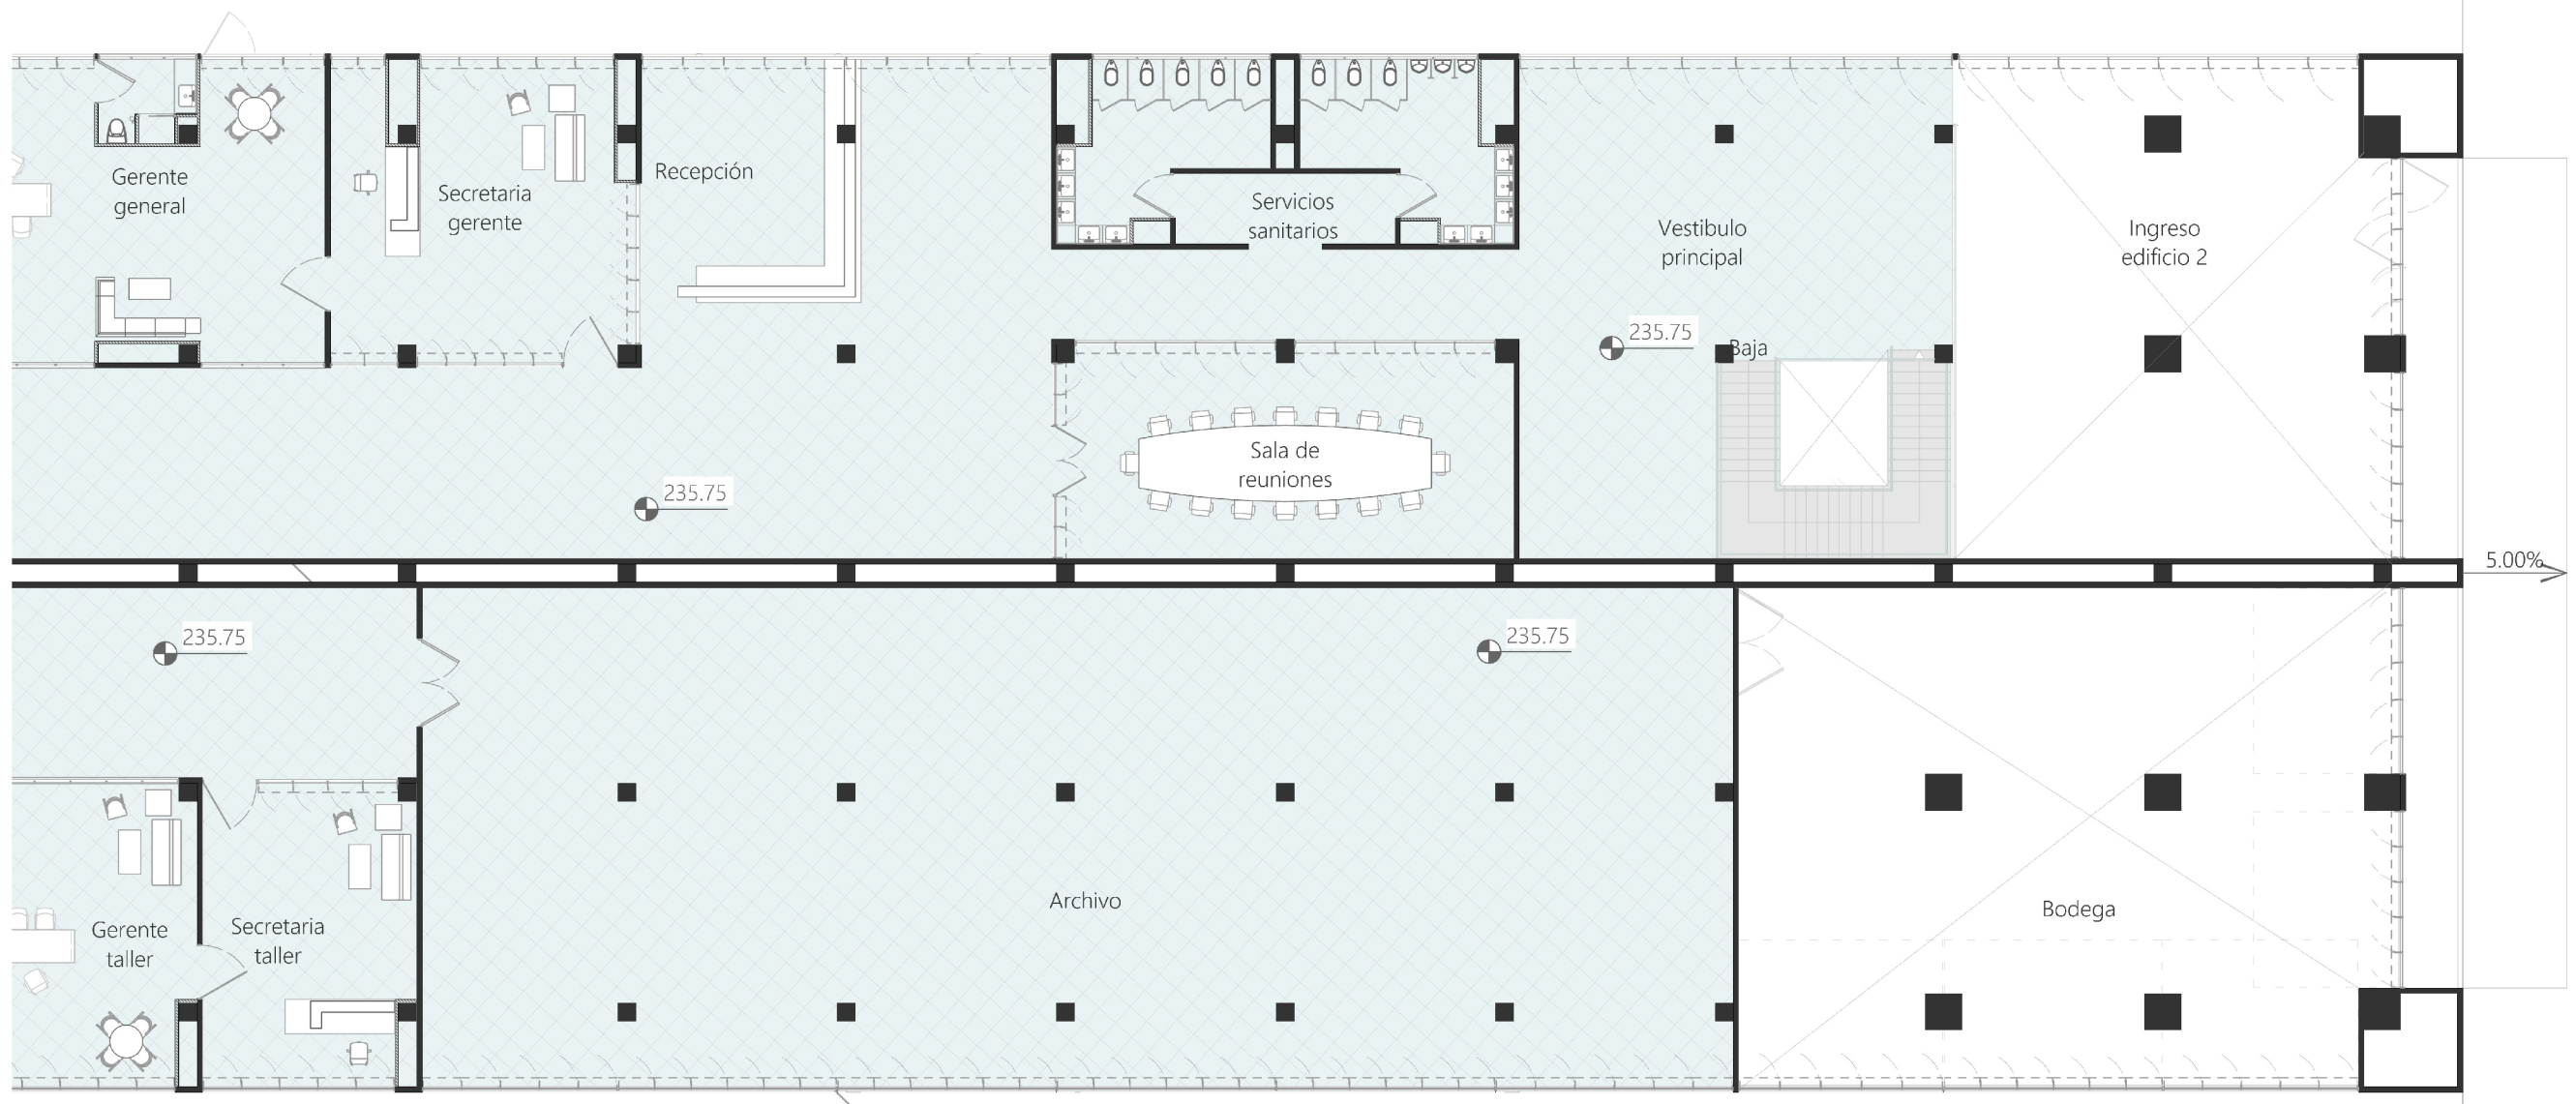 Gerente
general
Secretaria
gerente
Recepción
Servicios
sanitarios
Vestibulo
principal
Ingreso
edificio 2
235.75
Baja
Sala de
reuniones
235.75
5.00%
235.75
235.75
Archivo
Bodega
Gerente
taller
Secretaria
taller